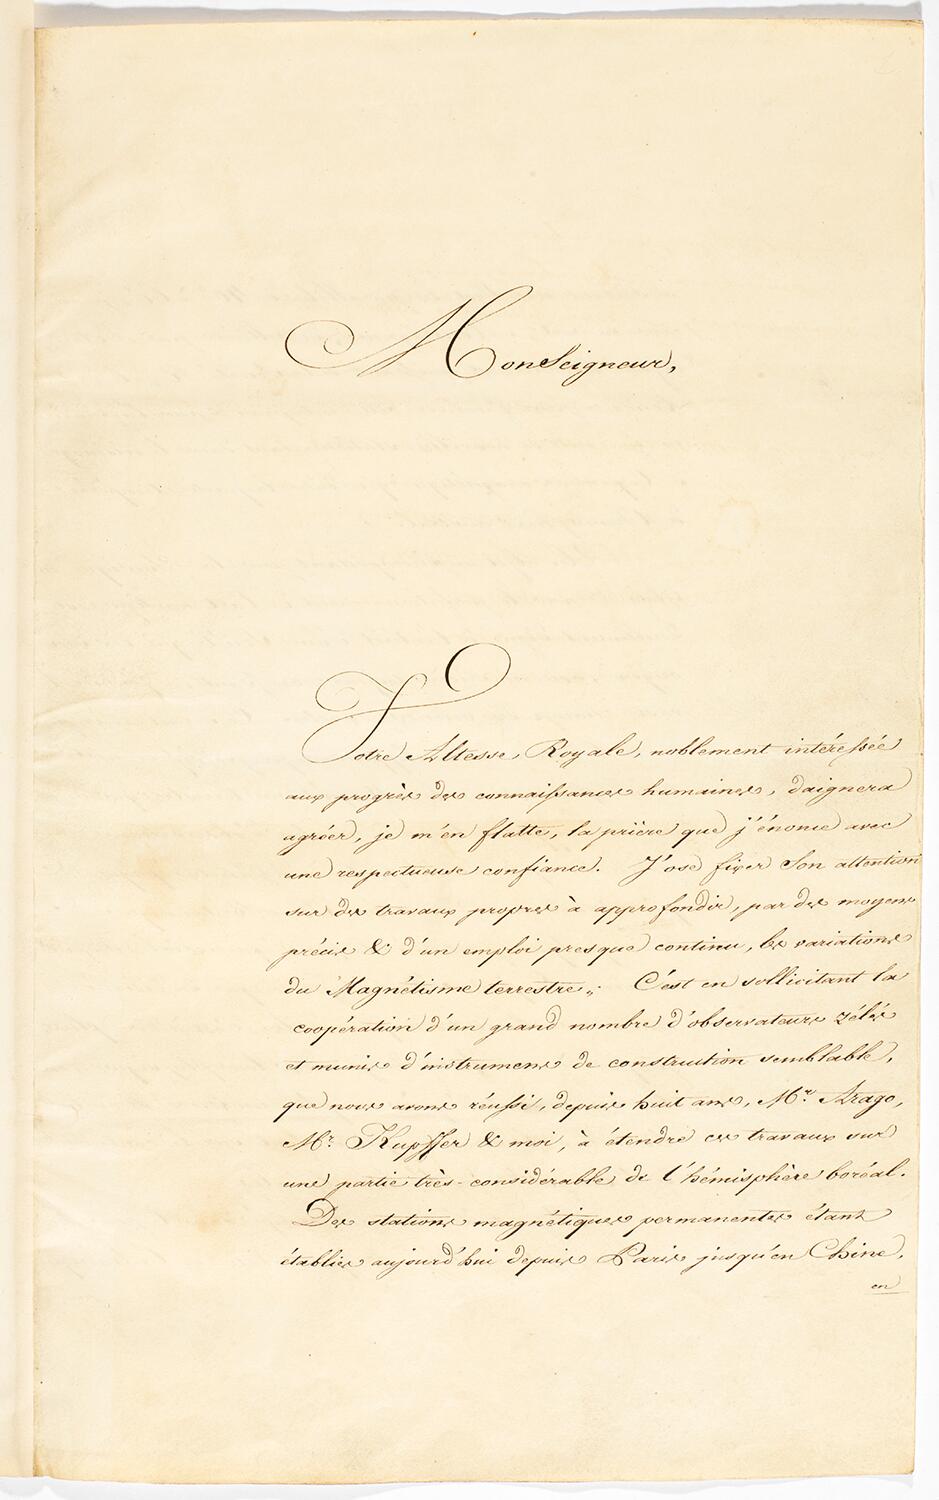 Monseigneur,
Votre Altesse Royale, noblement intéressée
aux progrès des connaissances humaines, daignera
agréer, je m'en flatte, la prière que j'énonce avec
une respectueuse confiance. J'ose fixer Son attention
sur des travaux propres à approfondir, par des moyens
précis & d'un emploi presque continu, les variations
du Magnétisme terrestre„. C'est en sollicitant la
coopération d'un grand nombre d'observateurs zélés
et munis d'instrumens de construction semblable,
que nous avons réussi, depuis huit ans, Mr. Arago,
Mr. Kupffer & moi, à étendre ces travaux sur
une partie très-considérable de l'hémisphère boréal.
Des stations magnétiques permanentes étant
établies aujourd'hui depuis Paris jusqu'en Chine,
en